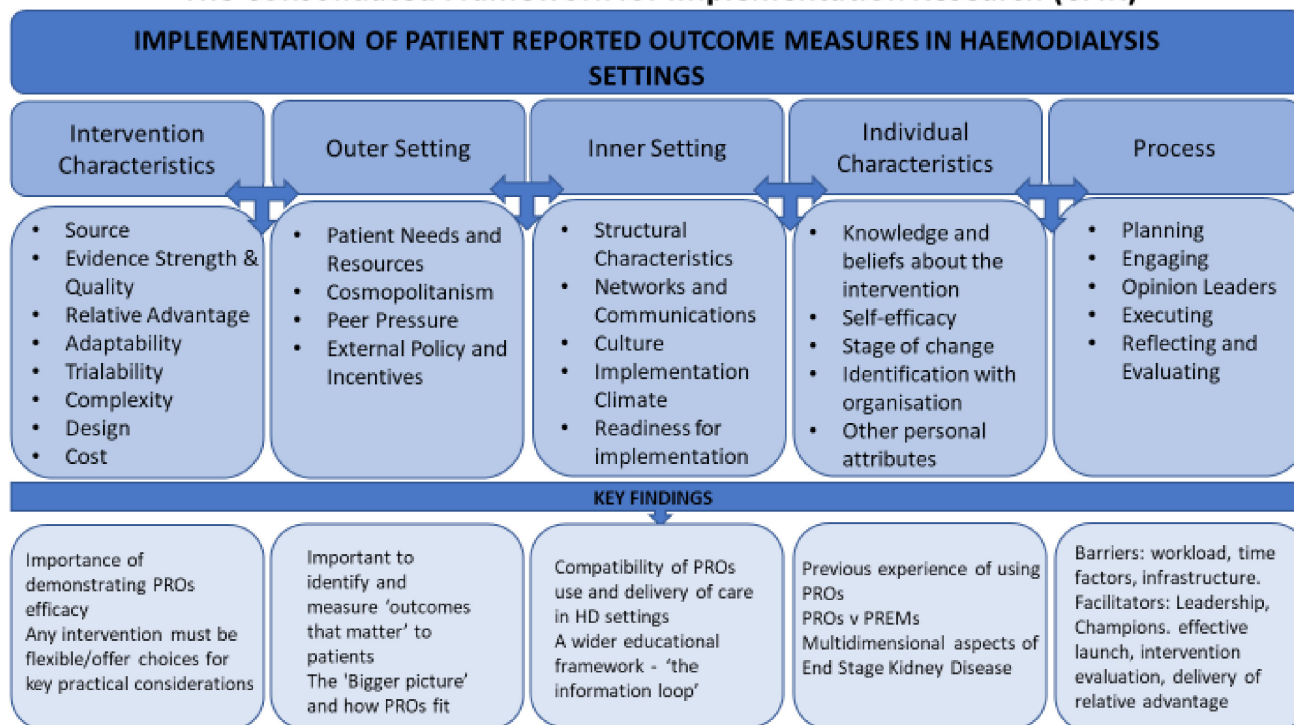 IMPLEMENTATION OF PATIENT REPORTED OUTCOME MEASURES IN HAEMODIALYSIS
SETTINGS
Intervention
Characteristics
Outer Setting
Inner Setting
Individual
Characteristics
Process
• Source
• Evidence Strength &
Quality
• Relative Advantage
• Adaptability
• Trialability
• Complexity
• Design
• Cost
• Patient Needs and
Resources
• Cosmopolitanism
• Peer Pressure
• External Policy and
Incentives
• Structural
Characteristics
• Networks and
Communications
• Culture
• Implementation
Climate
• Readiness for
implementation
• Knowledge and
beliefs about the
intervention
• Self-efficacy
• Stage of change
• Identification with
organisation
• Other personal
attributes
• Planning
• Engaging
• Opinion Leaders
• Executing
• Reflecting and
Evaluating
KEY FINDINGS
Importance of
demonstrating PROs
efficacy
Any intervention must be
flexible/offer choices for
key practical considerations
Important to
identify and
measure ‘outcomes
that matter’ to
patients
The 'Bigger picture’
and how PROs fit
Compatibility of PROs
use and delivery of care
in HD settings
A wider educational
framework - ‘the
information loop’
Previous experience of using
PROs
PROs v PREMs
Multidimensional aspects of
End Stage Kidney Disease
Barriers: workload, time
factors, infrastructure.
Facilitators: Leadership,
Champions. effective
launch, intervention
evaluation, delivery of
relative advantage